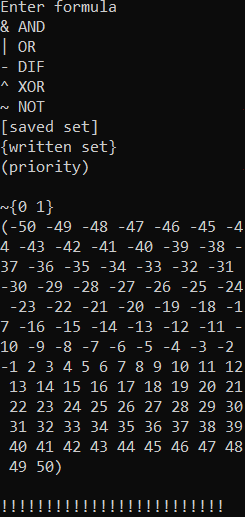 Enter formula
& AND
| OR
- DIF
^ XOR
~ NOT
[saved set]
{written set}
(priority)

~{0 1}
(-50 -49 -48 -47 -46 -45 -4
4 -43 -42 -41 -40 -39 -38 -
37 -36 -35 -34 -33 -32 -31
-30 -29 -28 -27 -26 -25 -24
 -23 -22 -21 -20 -19 -18 -1
7 -16 -15 -14 -13 -12 -11 -
10 -9 -8 -7 -6 -5 -4 -3 -2
-1 2 3 4 5 6 7 8 9 10 11 12
 13 14 15 16 17 18 19 20 21
 22 23 24 25 26 27 28 29 30
 31 32 33 34 35 36 37 38 39
 40 41 42 43 44 45 46 47 48
 49 50)

!!!!!!!!!!!!!!!!!!!!!!!!!